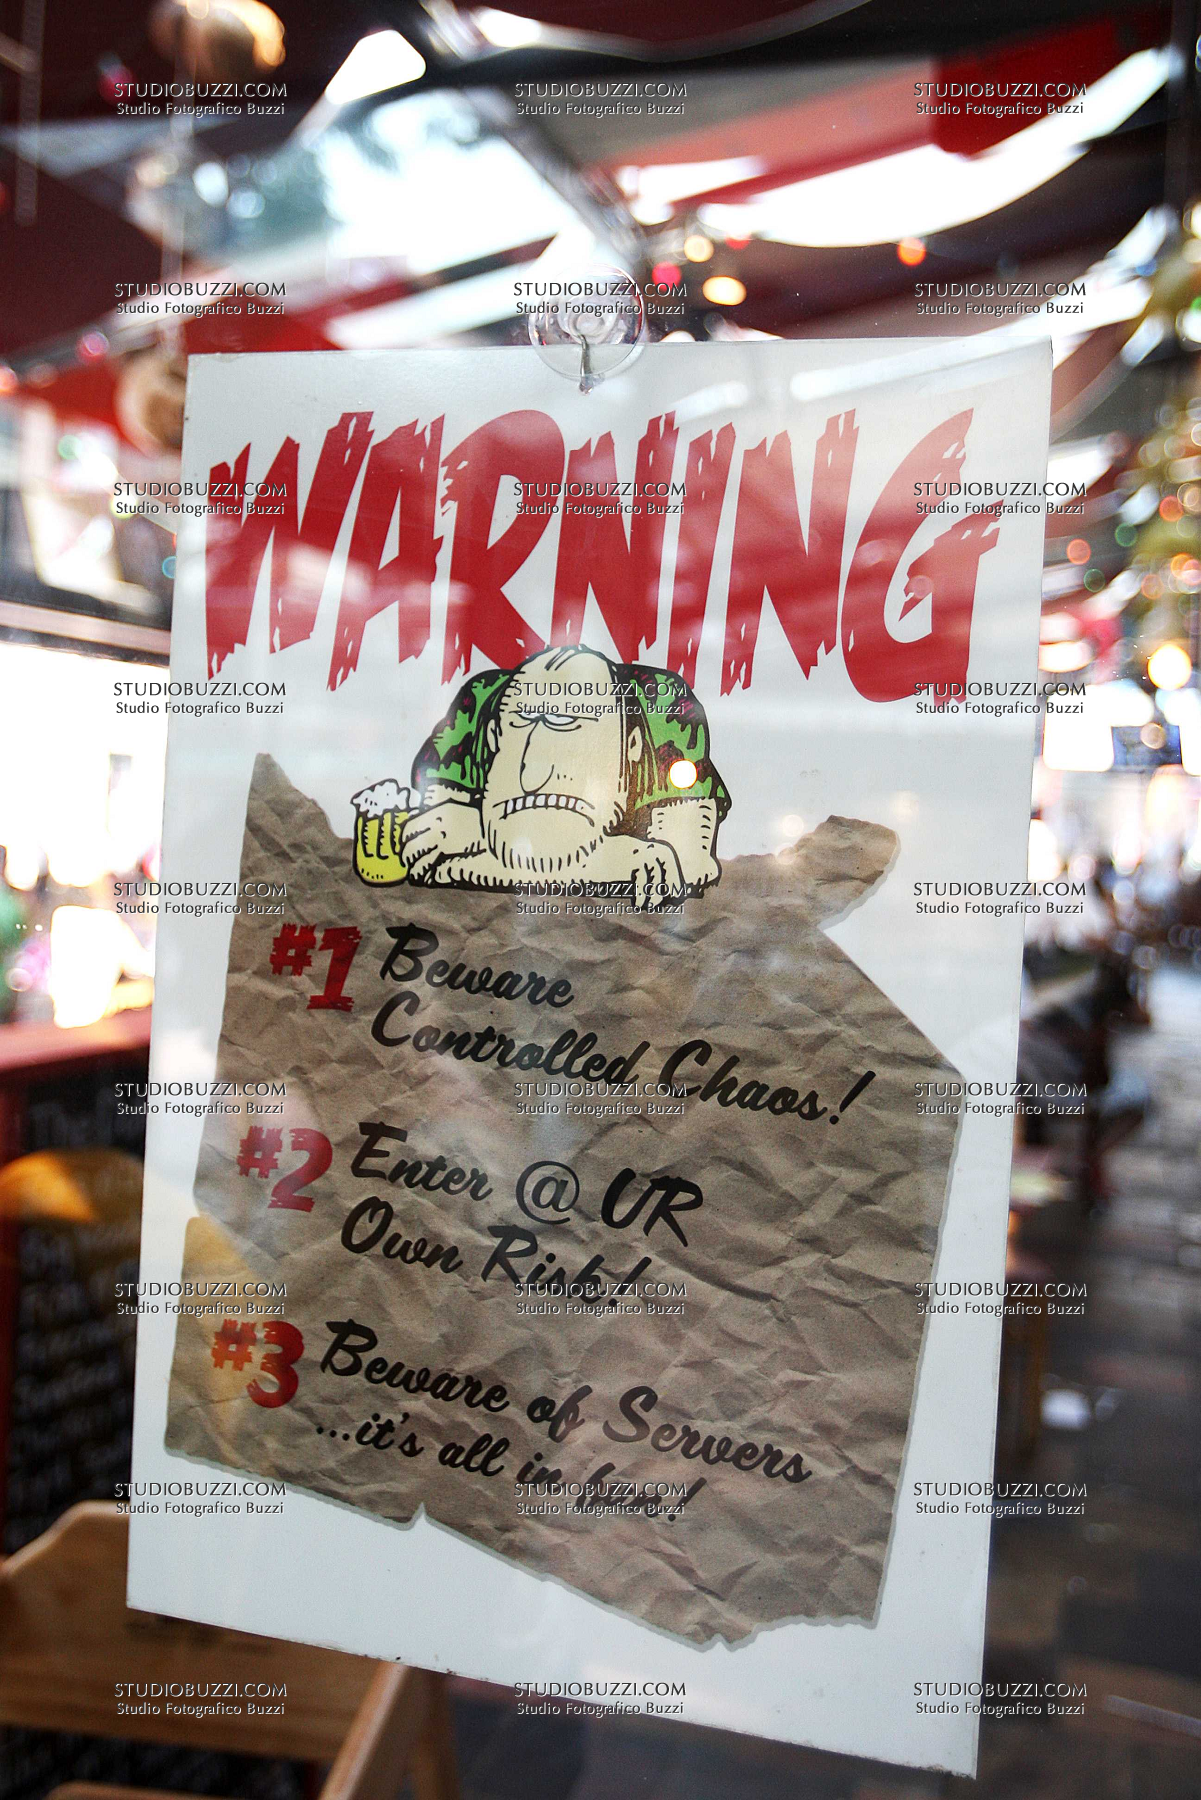 WARNING
#1 Beware
Controlled Chaos!
#2 Enter @ UR
Own Risk!
#3 Beware of Servers
...it's all in fun!
STUDIOBUZZI.COM
Studio Fotografico Buzzi